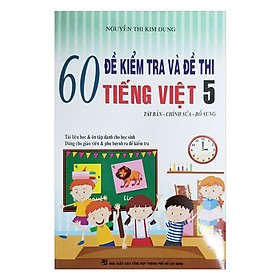 NGUYỄN THỊ KIM DUNG
60 ĐỀ KIỂM TRA VÀ ĐỀ THI
TIẾNG VIỆT 5
TÁI BẢN - CHỈNH SỬA - BỔ SUNG
Tài liệu học & ôn tập dành cho học sinh
Dùng cho giáo viên & phụ huynh ra đề kiểm tra
NHÀ XUẤT BẢN TỔNG HỢP THÀNH PHỐ HỒ CHÍ MINH